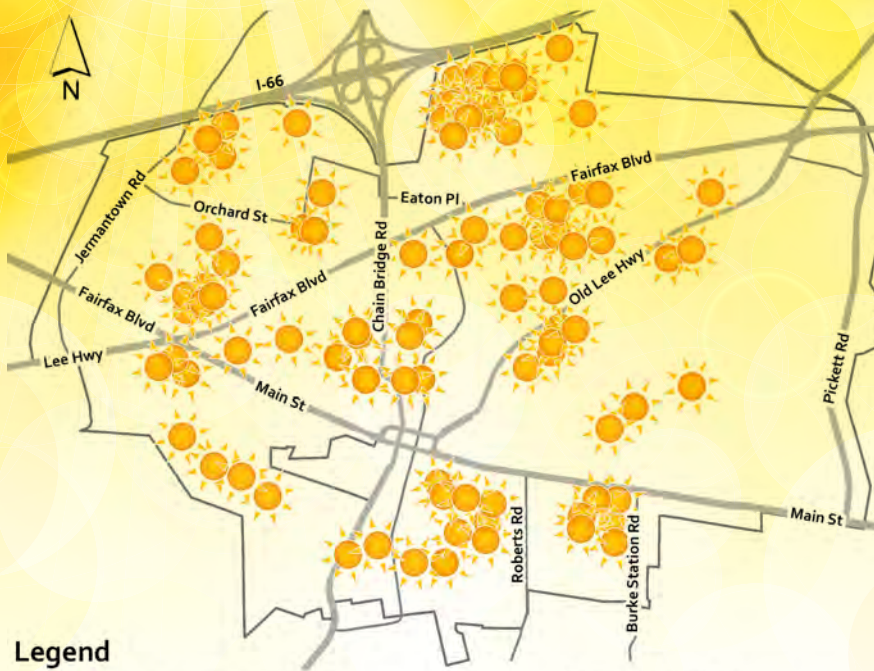 N
I-66
Jermantown Rd
Orchard St
Eaton Pl
Fairfax Blvd
Chain Bridge Rd
Old Lee Hwy
Fairfax Blvd
Fairfax Blvd
Lee Hwy
Main St
Pickett Rd
Main St
Roberts Rd
Burke Station Rd
Legend